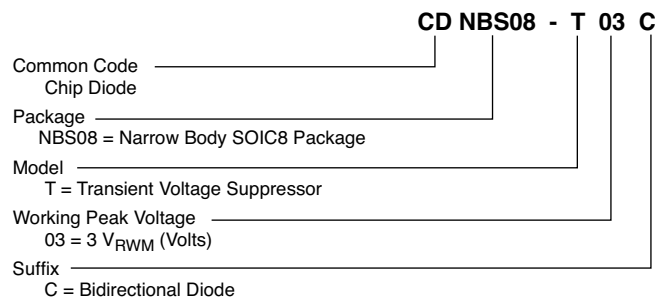 CD NBS08 - T 03 C
Common Code
Chip Diode
Package
NBS08 = Narrow Body SOIC8 Package
Model
T = Transient Voltage Suppressor
Working Peak Voltage
03 = 3 VRWM (Volts)
Suffix
C = Bidirectional Diode